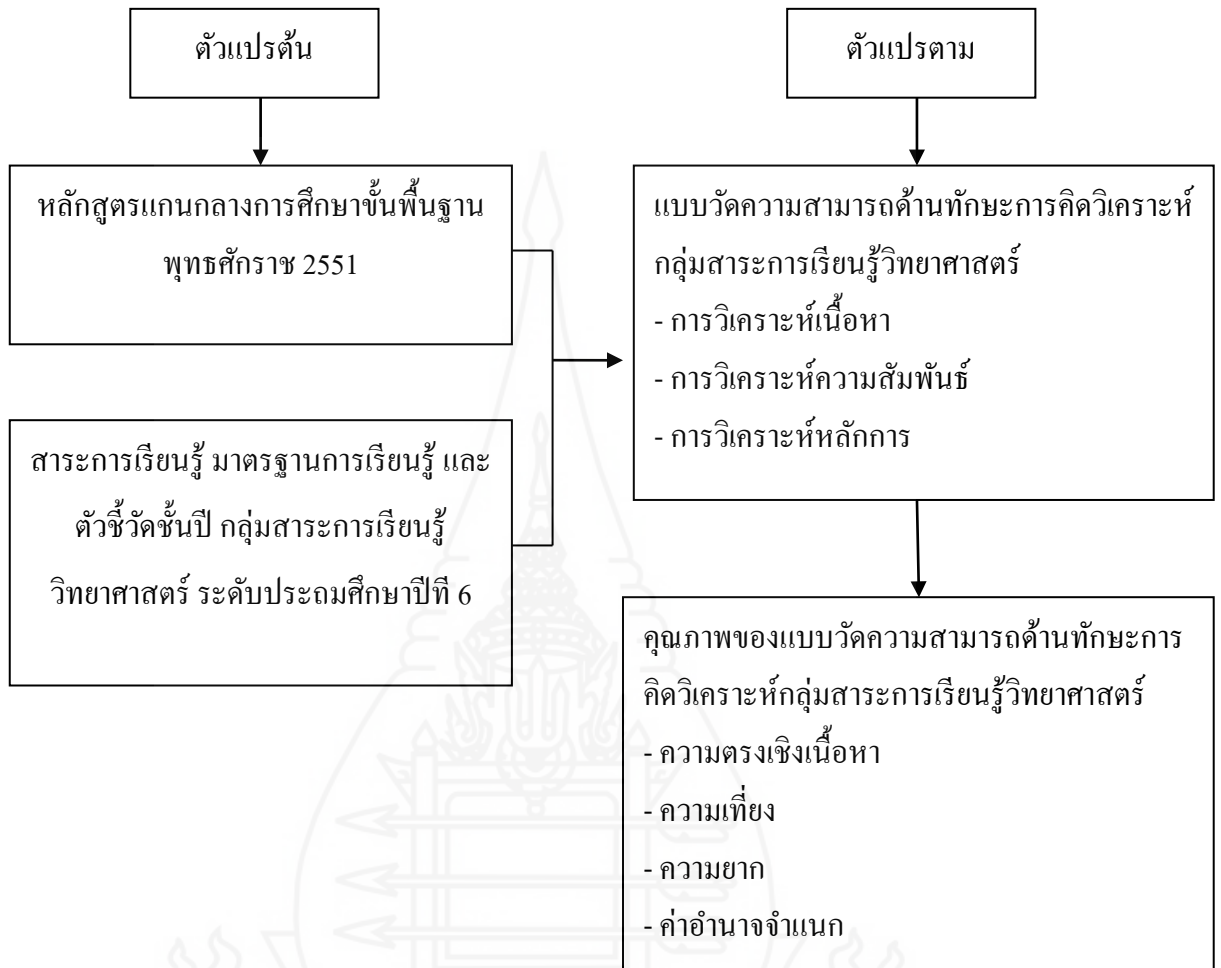 ตัวแปรต้น
ตัวแปรตาม
หลักสูตรแกนกลางการศึกษาขั้นพื้นฐาน
พุทธศักราช 2551
สาระการเรียนรู้ มาตรฐานการเรียนรู้ และ
ตัวชี้วัดชั้นปี กลุ่มสาระการเรียนรู้
วิทยาศาสตร์ ระดับประถมศึกษาปีที 6
แบบวัดความสามารถด้านทักษะการคิดวิเคราะห์
กลุ่มสาระการเรียนรู้วิทยาศาสตร์
- การวิเคราะห์เนื้อหา
- การวิเคราะห์ความสัมพันธ์
- การวิเคราะห์หลักการ
คุณภาพของแบบวัดความสามารถด้านทักษะการ
คิดวิเคราะห์กลุ่มสาระการเรียนรู้วิทยาศาสตร์
- ความตรงเชิงเนื้อหา
- ความเที่ยง
- ความยาก
- ค่าอำนาจจำแนก